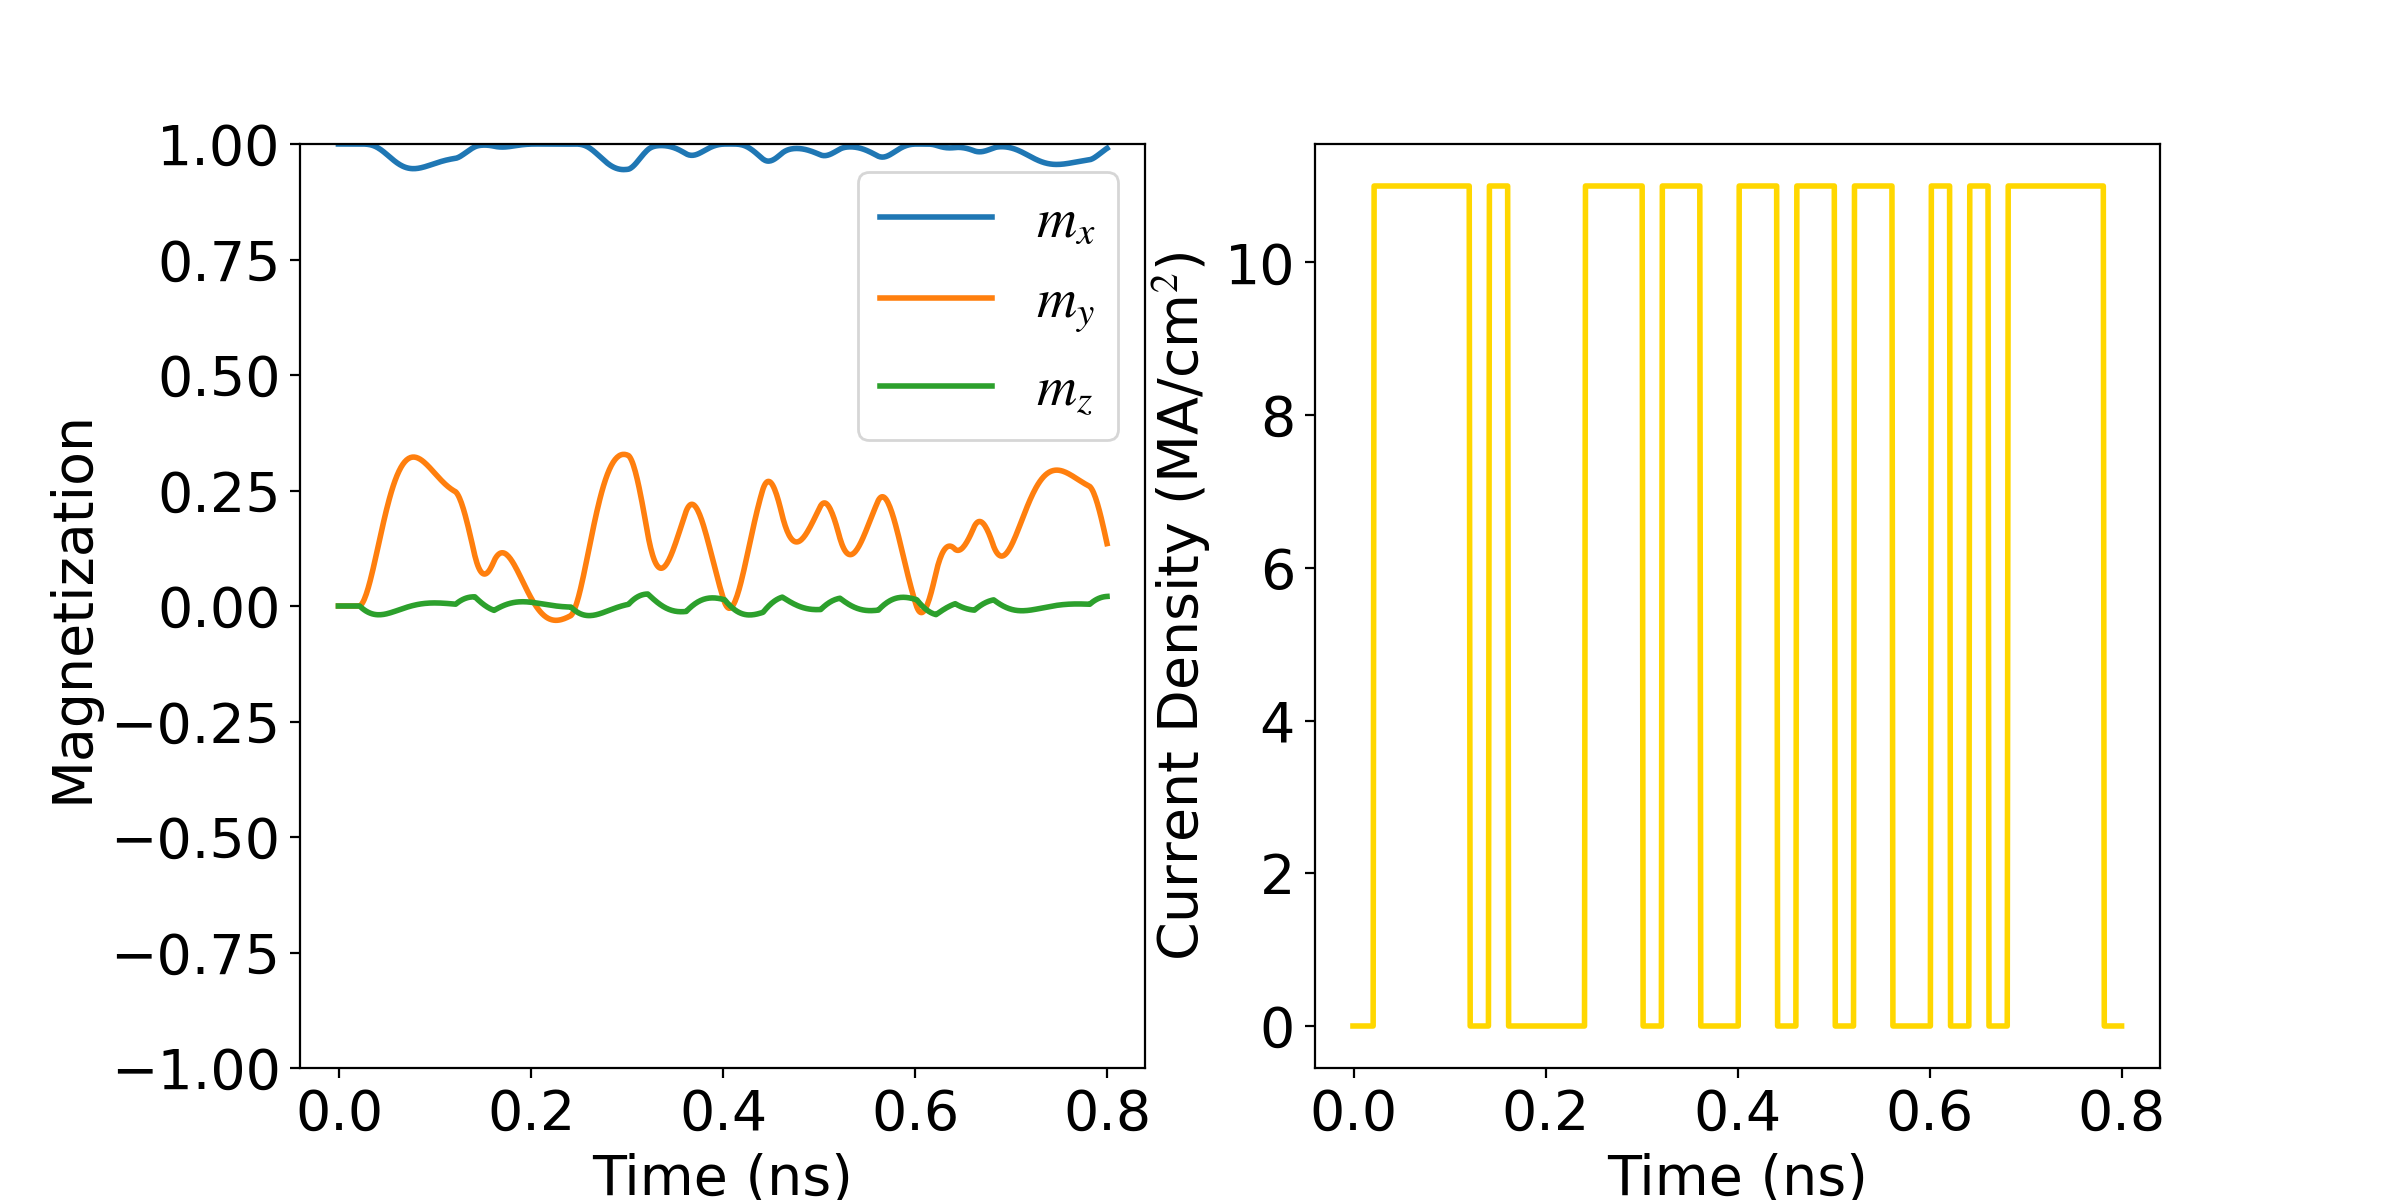 Magnetization
1.00
0.75
0.50
0.25
0.00
−0.25
−0.50
−0.75
−1.00
0.0 0.2 0.4 0.6 0.8
Time (ns)
m_x
m_y
m_z
Current Density (MA/cm²)
10
8
6
4
2
0
0.0 0.2 0.4 0.6 0.8
Time (ns)